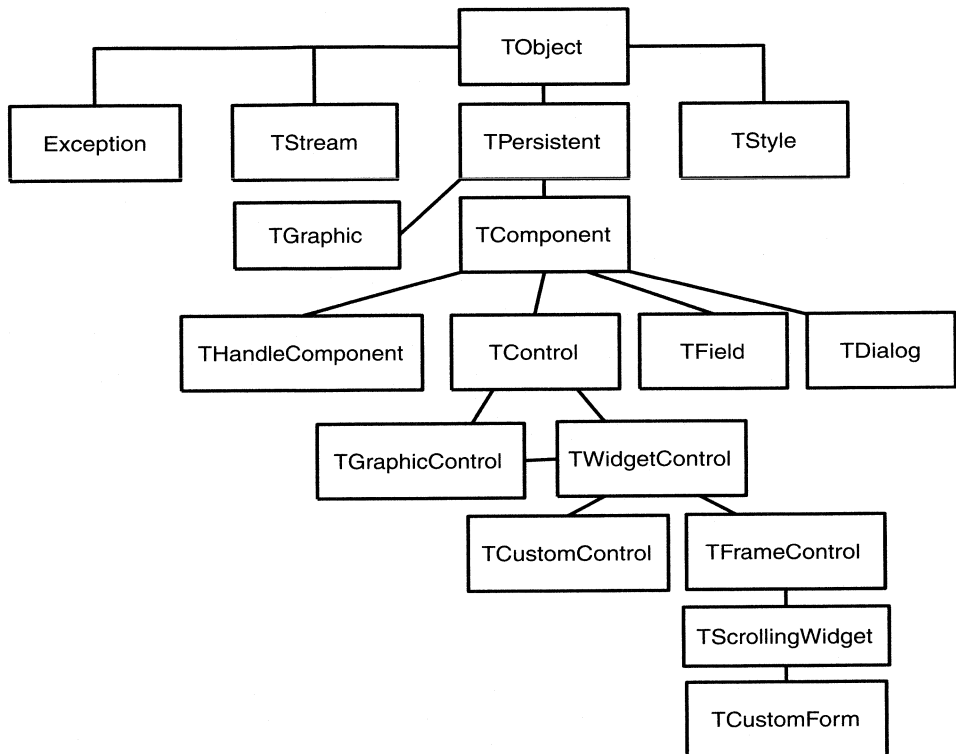 TObject
Exception
TStream
TPersistent
TStyle
TGraphic
TComponent
THandleComponent
TControl
TField
TDialog
TGraphicControl
TWidgetControl
TCustomControl
TFrameControl
TScrollingWidget
TCustomForm